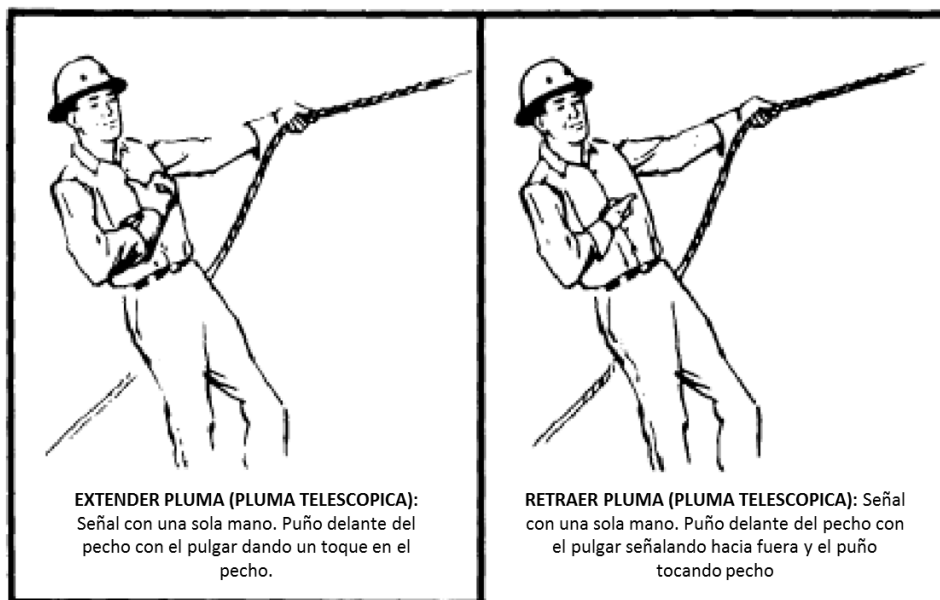 EXTENDER PLUMA (PLUMA TELESCOPICA):
Señal con una sola mano. Puño delante del
pecho con el pulgar dando un toque en el
pecho.
RETRAER PLUMA (PLUMA TELESCOPICA): Señal
con una sola mano. Puño delante del pecho con
el pulgar señalando hacia fuera y el puño
tocando pecho